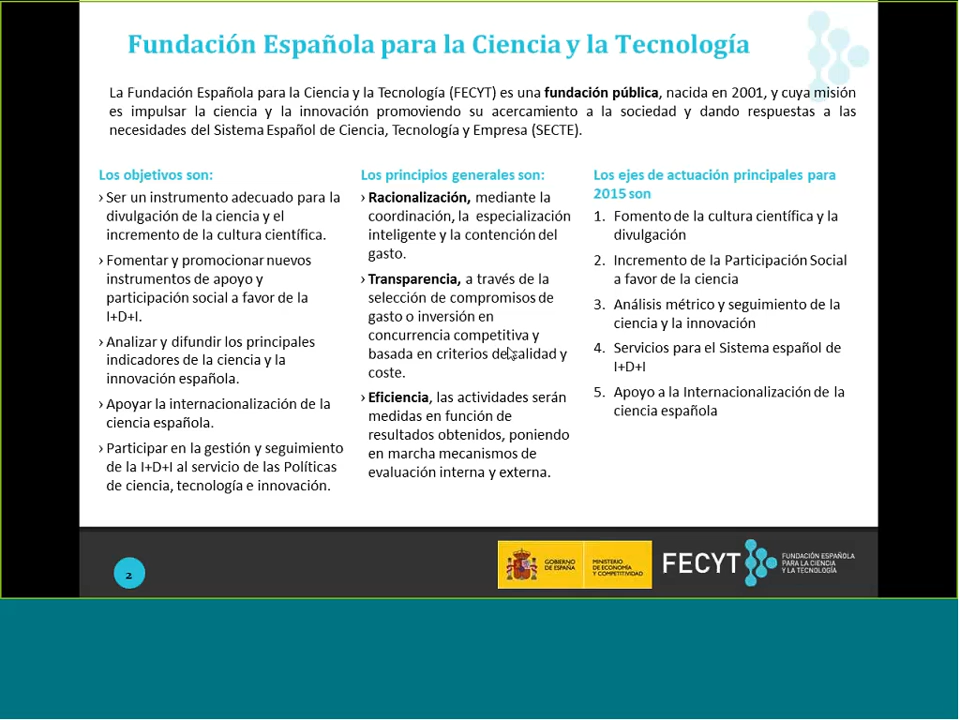 Fundación Española para la Ciencia y la Tecnología
La Fundación Española para la Ciencia y la Tecnología (FECYT) es una fundación pública, nacida en 2001, y cuya misión
es impulsar la ciencia y la innovación promoviendo su acercamiento a la sociedad y dando respuestas a las
necesidades del Sistema Español de Ciencia, Tecnología y Empresa (SECTE).
Los objetivos son:
› Ser un instrumento adecuado para la
divulgación de la ciencia y el
incremento de la cultura científica.
› Fomentar y promocionar nuevos
instrumentos de apoyo y
participación social a favor de la
I+D+I.
› Analizar y difundir los principales
indicadores de la ciencia y la
innovación española.
› Apoyar la internacionalización de la
ciencia española.
› Participar en la gestión y seguimiento
de la I+D+I al servicio de las Políticas
de ciencia, tecnología e innovación.
Los principios generales son:
› Racionalización, mediante la
coordinación, la especialización
inteligente y la contención del
gasto.
› Transparencia, a través de la
selección de compromisos de
gasto o inversión en
concurrencia competitiva y
basada en criterios de calidad y
coste.
› Eficiencia, las actividades serán
medidas en función de
resultados obtenidos, poniendo
en marcha mecanismos de
evaluación interna y externa.
Los ejes de actuación principales para
2015 son
1. Fomento de la cultura científica y la
divulgación
2. Incremento de la Participación Social
a favor de la ciencia
3. Análisis métrico y seguimiento de la
ciencia y la innovación
4. Servicios para el Sistema español de
I+D+I
5. Apoyo a la Internacionalización de la
ciencia española
2
GOBIERNO
DE ESPAÑA
MINISTERIO
DE ECONOMÍA
Y COMPETITIVIDAD
FECYT
FUNDACIÓN ESPAÑOLA
PARA LA CIENCIA
Y LA TECNOLOGÍA